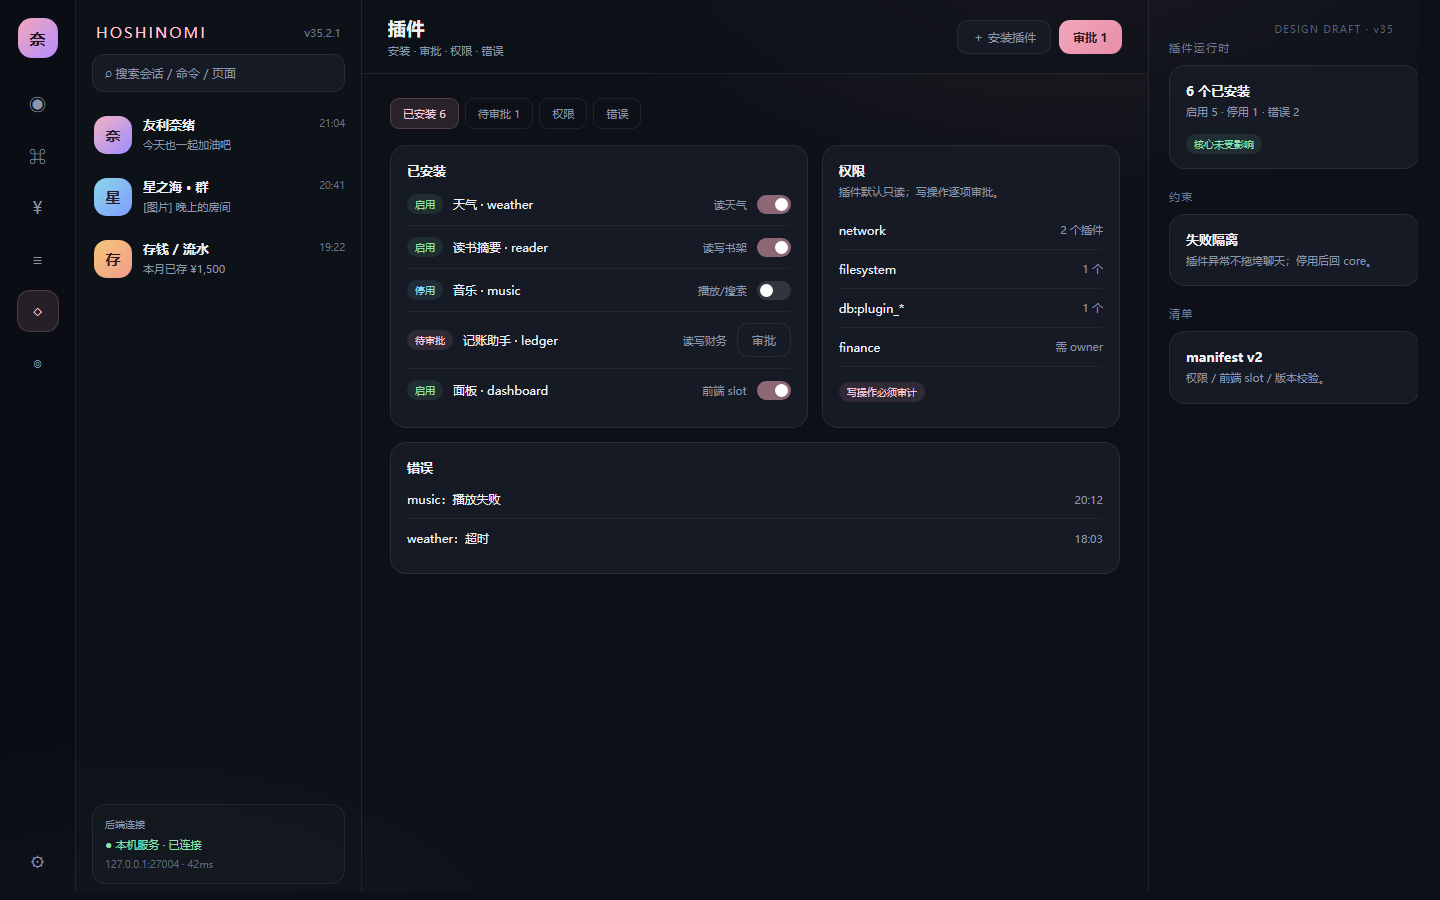 奈
HOSHINOMI
v35.2.1
⌕ 搜索会话 / 命令 / 页面
奈
友利奈绪
21:04
今天也一起加油吧
星
星之海 • 群
20:41
[图片] 晚上的房间
存
存钱 / 流水
19:22
本月已存 ¥1,500
¥
后端连接
● 本机服务 · 已连接
127.0.0.1:27004 · 42ms
插件
安装 · 审批 · 权限 · 错误
＋ 安装插件
审批 1
已安装 6
待审批 1
权限
错误
已安装
启用 天气 · weather 读天气
启用 读书摘要 · reader 读写书架
停用 音乐 · music 播放/搜索
待审批 记账助手 · ledger 读写财务 审批
启用 面板 · dashboard 前端 slot
权限
插件默认只读；写操作逐项审批。
network 2 个插件
filesystem 1 个
db:plugin_* 1 个
finance 需 owner
写操作必须审计
错误
music：播放失败 20:12
weather：超时 18:03
DESIGN DRAFT · v35
插件运行时
6 个已安装
启用 5 · 停用 1 · 错误 2
核心未受影响
约束
失败隔离
插件异常不拖垮聊天；停用后回 core。
清单
manifest v2
权限 / 前端 slot / 版本校验。